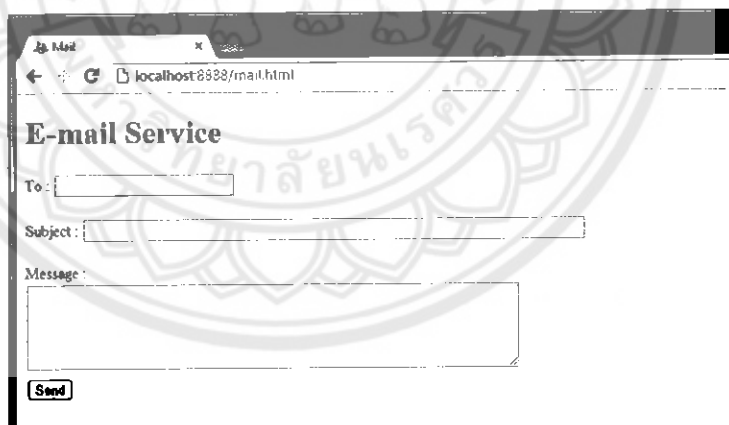 Mail
localhost:8888/mail.html
E-mail Service
To :
Subject :
Message :
Send